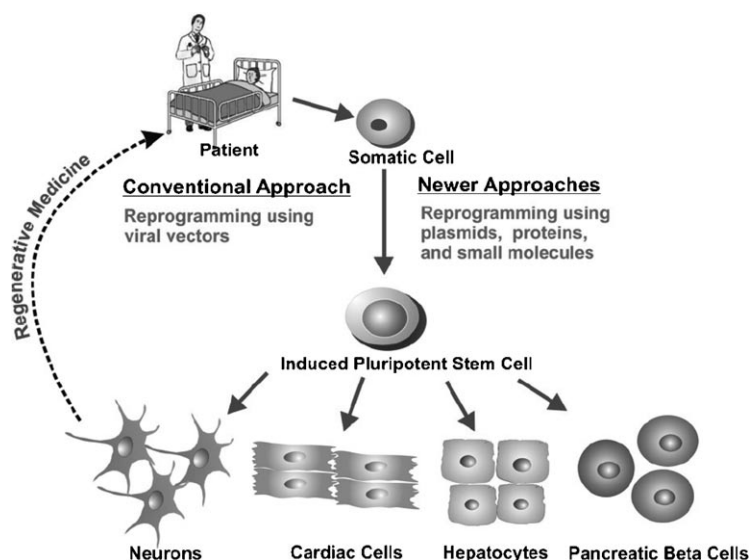 Patient
Somatic Cell
Conventional Approach
Reprogramming using
viral vectors
Newer Approaches
Reprogramming using
plasmids, proteins,
and small molecules
Regenerative Medicine
Induced Pluripotent Stem Cell
Neurons
Cardiac Cells
Hepatocytes
Pancreatic Beta Cells